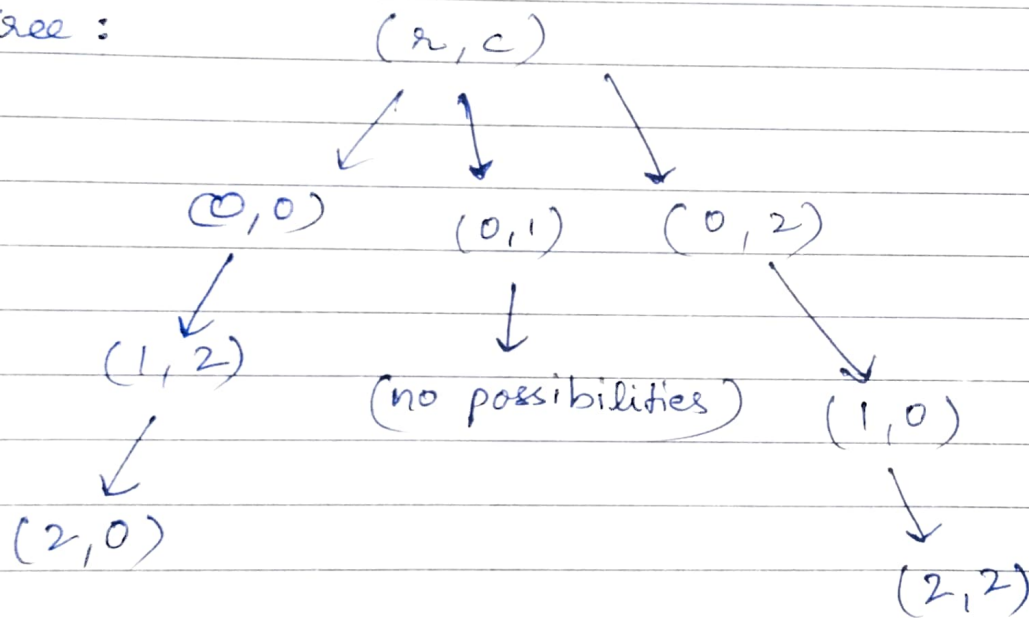 ree :
(r, c)
(0,0) (0,1) (0,2)
(1,2)
(no possibilities) (1,0)
(2,0)
(2,2)